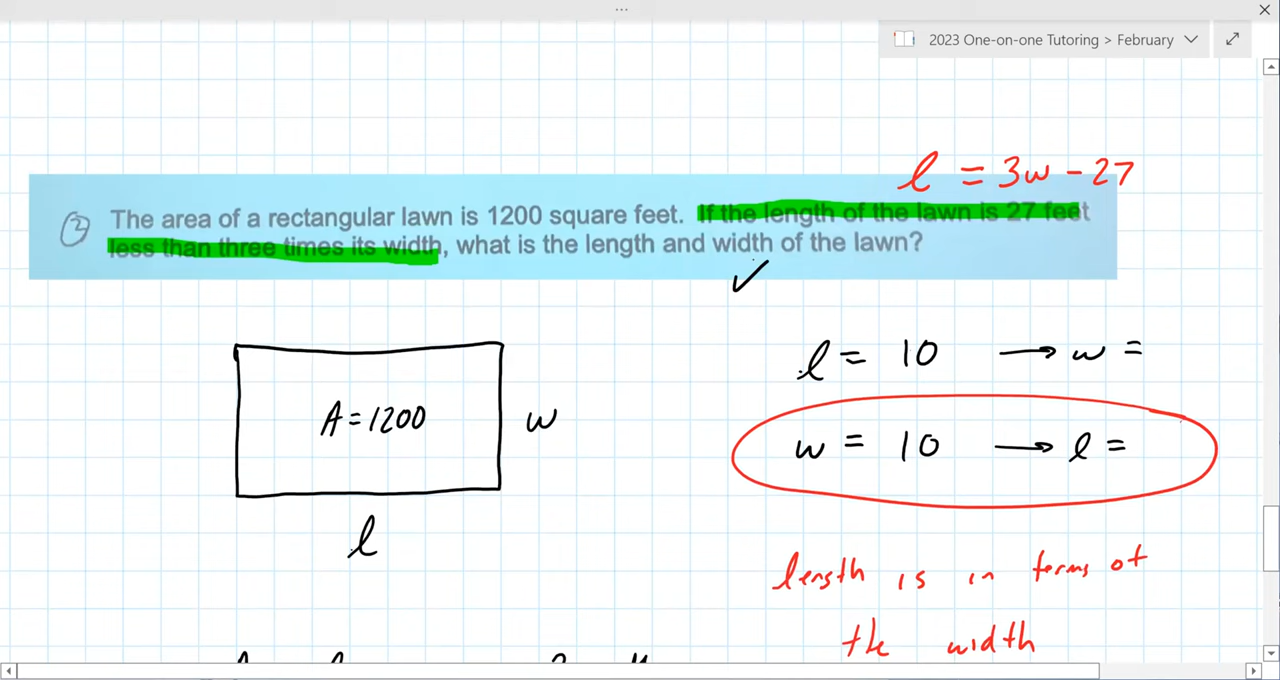 2023 One-on-one Tutoring > February
l = 3w - 27
2 The area of a rectangular lawn is 1200 square feet. If the length of the lawn is 27 feet
less than three times its width, what is the length and width of the lawn?
l = 10 → w =
A = 1200
w
w = 10 → l =
l
length is in terms of
the width